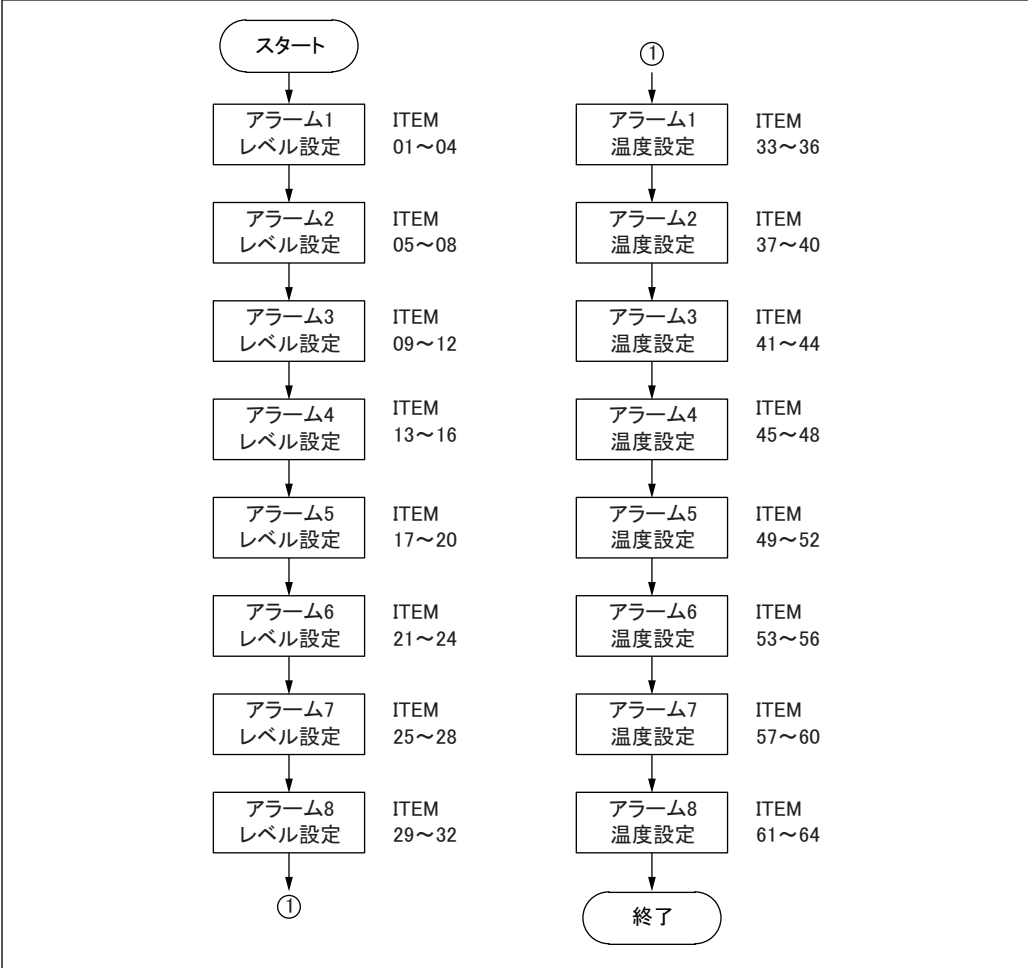 スタート
アラーム1
レベル設定
ITEM
01～04
アラーム2
レベル設定
ITEM
05～08
アラーム3
レベル設定
ITEM
09～12
アラーム4
レベル設定
ITEM
13～16
アラーム5
レベル設定
ITEM
17～20
アラーム6
レベル設定
ITEM
21～24
アラーム7
レベル設定
ITEM
25～28
アラーム8
レベル設定
ITEM
29～32
①
①
アラーム1
温度設定
ITEM
33～36
アラーム2
温度設定
ITEM
37～40
アラーム3
温度設定
ITEM
41～44
アラーム4
温度設定
ITEM
45～48
アラーム5
温度設定
ITEM
49～52
アラーム6
温度設定
ITEM
53～56
アラーム7
温度設定
ITEM
57～60
アラーム8
温度設定
ITEM
61～64
終了